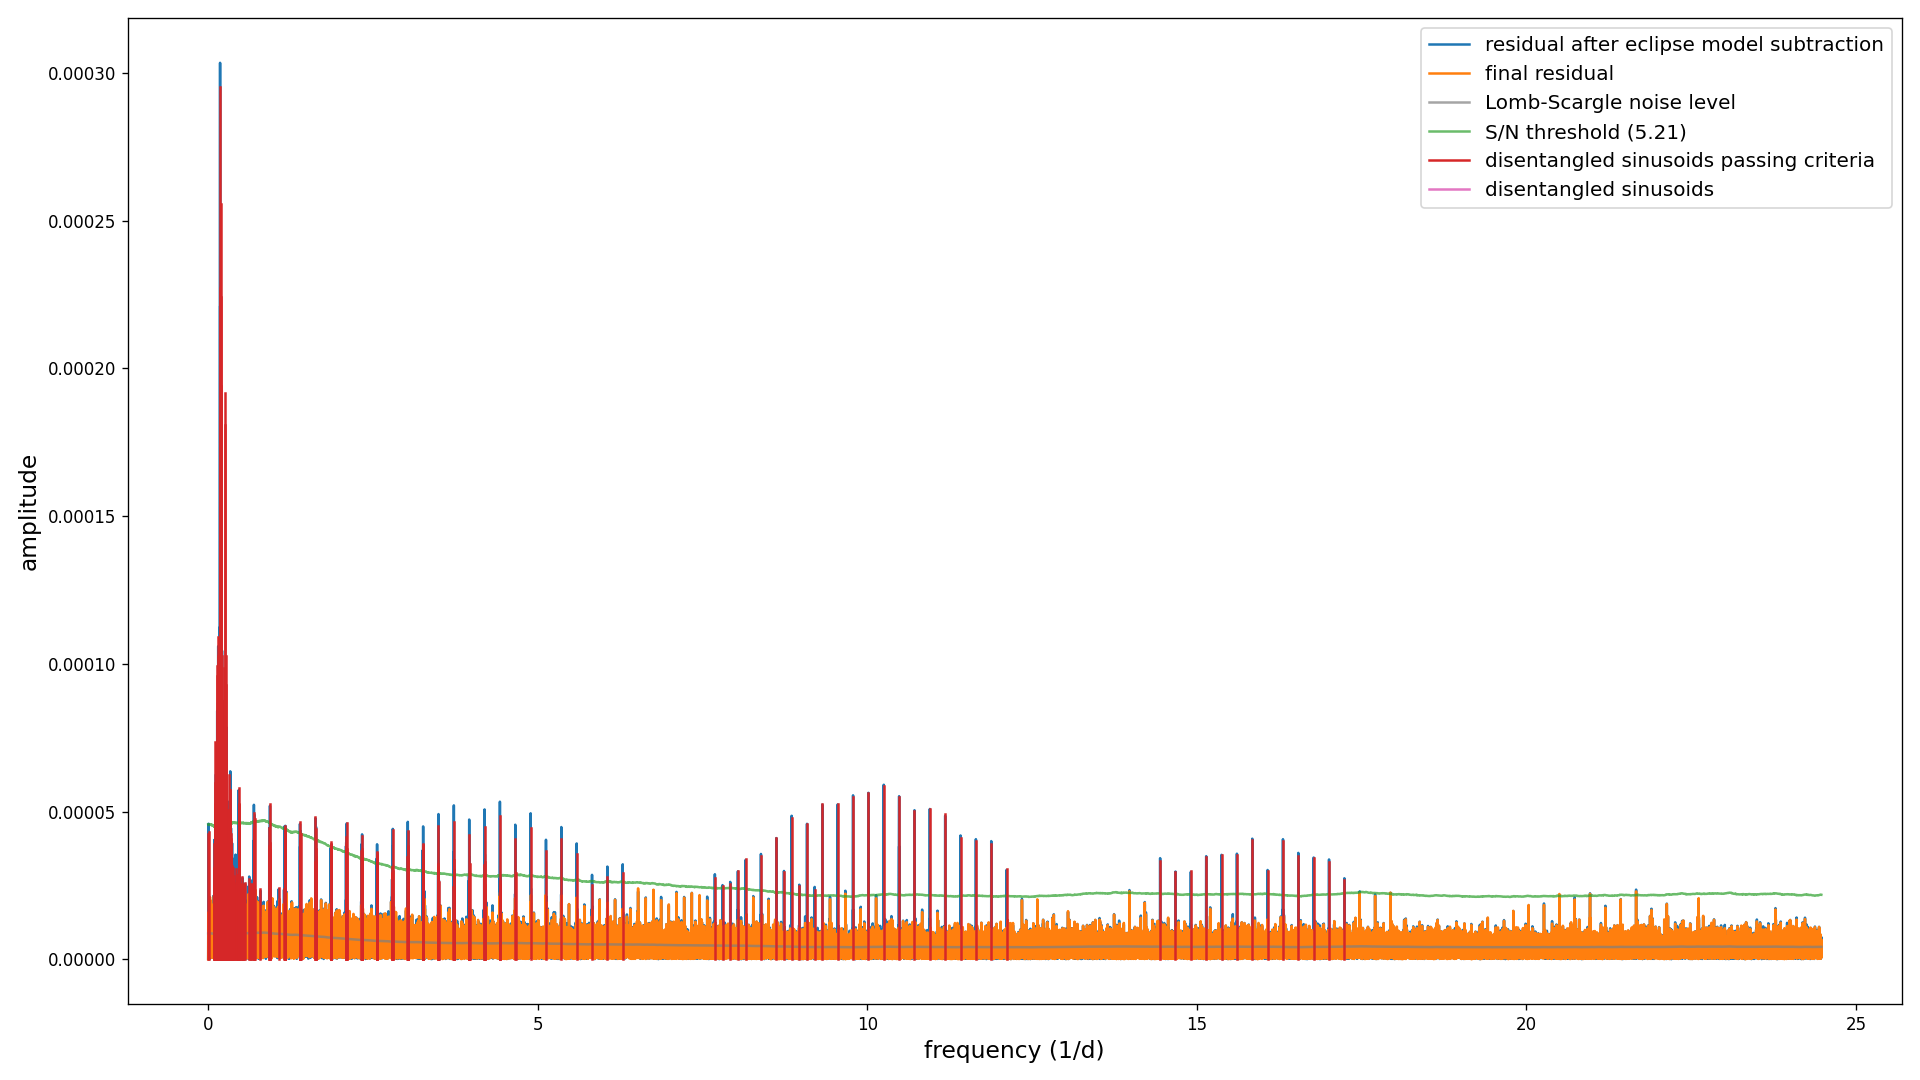 residual after eclipse model subtraction
final residual
Lomb-Scargle noise level
S/N threshold (5.21)
disentangled sinusoids passing criteria
disentangled sinusoids
0.00030
0.00025
0.00020
0.00015
0.00010
0.00005
0.00000
amplitude
0 5 10 15 20 25
frequency (1/d)